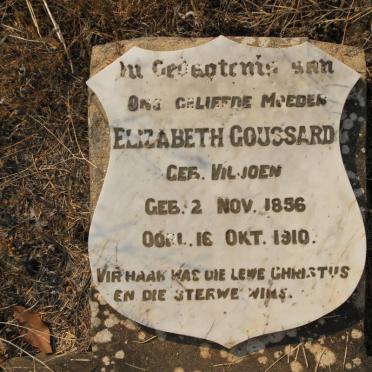 In Gedagtenis van
Ons geliefde Moeder
Elizabeth Goussard
geb. Viljoen
Geb. 2 Nov. 1856
Oorl. 16 Okt. 1910.
Vir haar was die lewe Christus
en die sterwe wins.